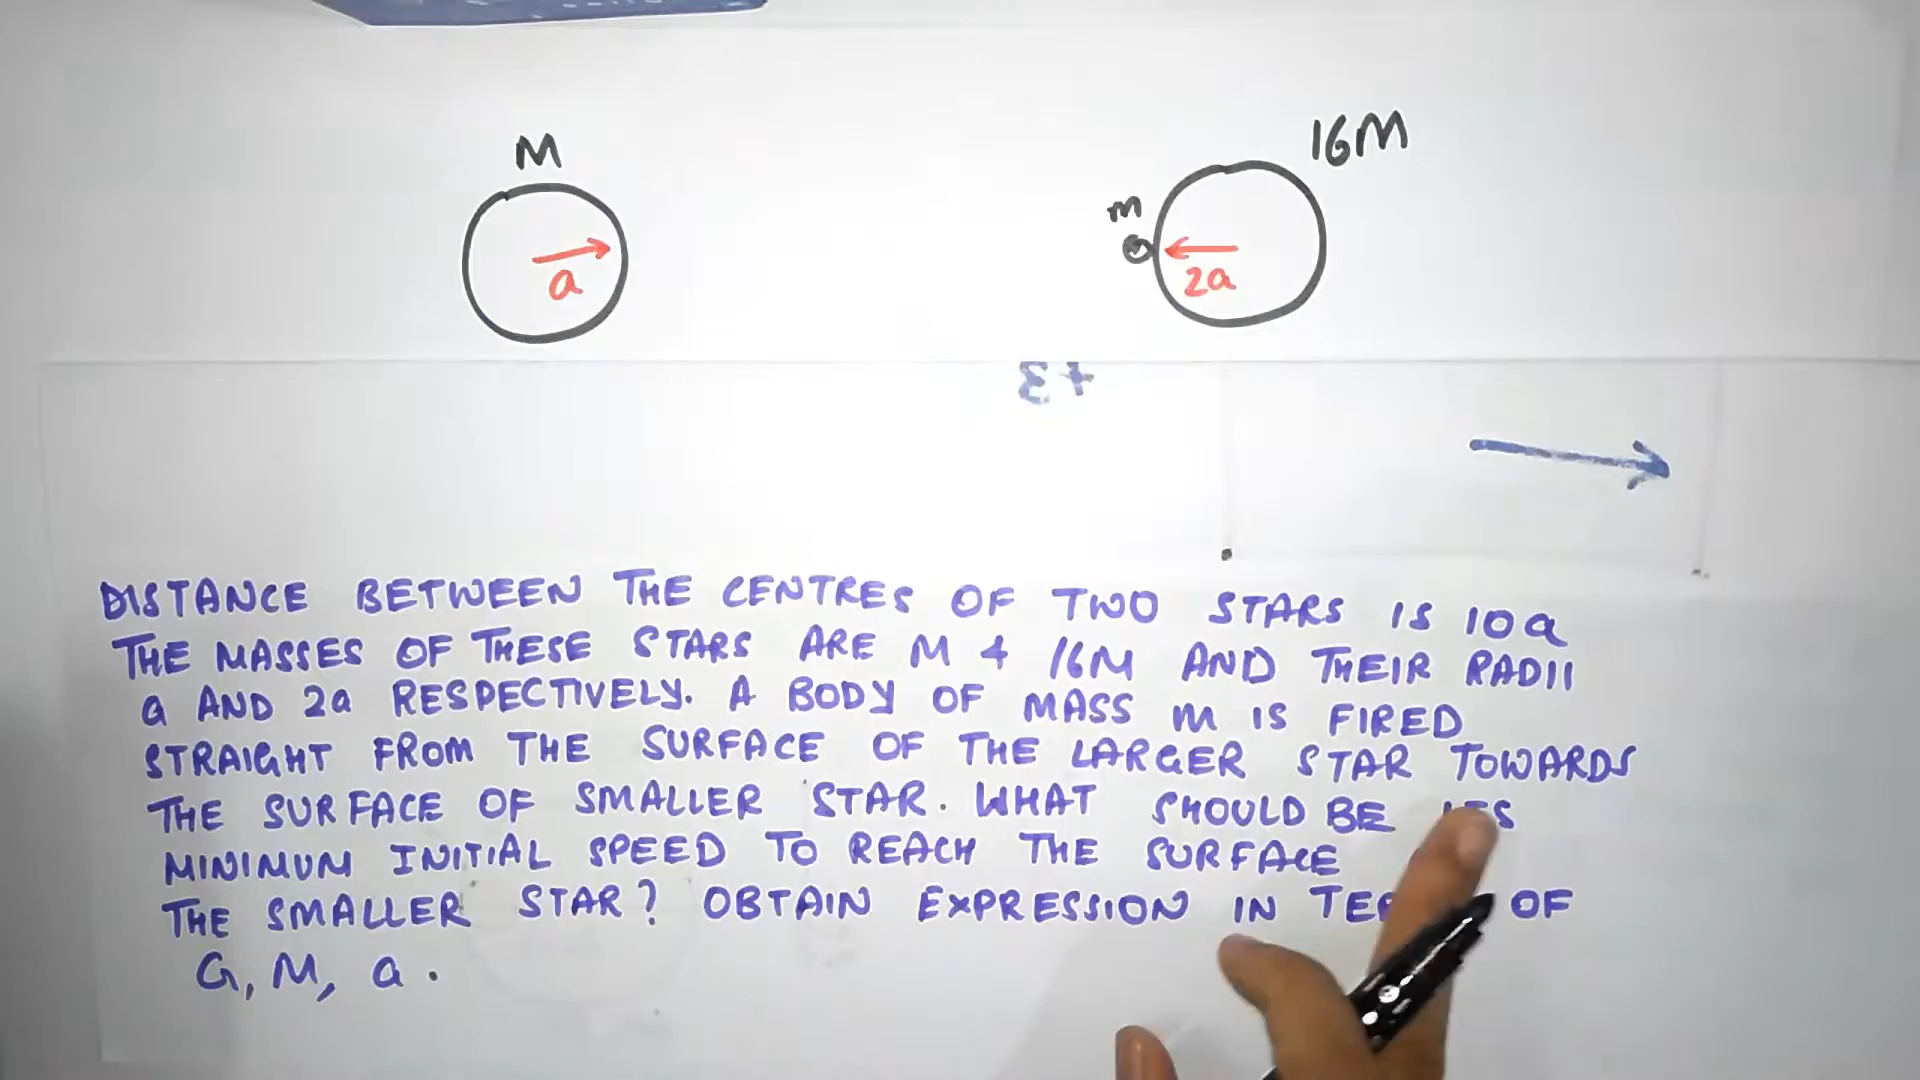 M
16M
m
a
2a
DISTANCE BETWEEN THE CENTRES OF TWO STARS IS 10a
THE MASSES OF THESE STARS ARE M & 16M AND THEIR RADII
a AND 2a RESPECTIVELY. A BODY OF MASS m IS FIRED
STRAIGHT FROM THE SURFACE OF THE LARGER STAR TOWARDS
THE SURFACE OF SMALLER STAR. WHAT SHOULD BE
MINIMUM INITIAL SPEED TO REACH THE SURFACE
THE SMALLER STAR? OBTAIN EXPRESSION IN OF
G, M, a.